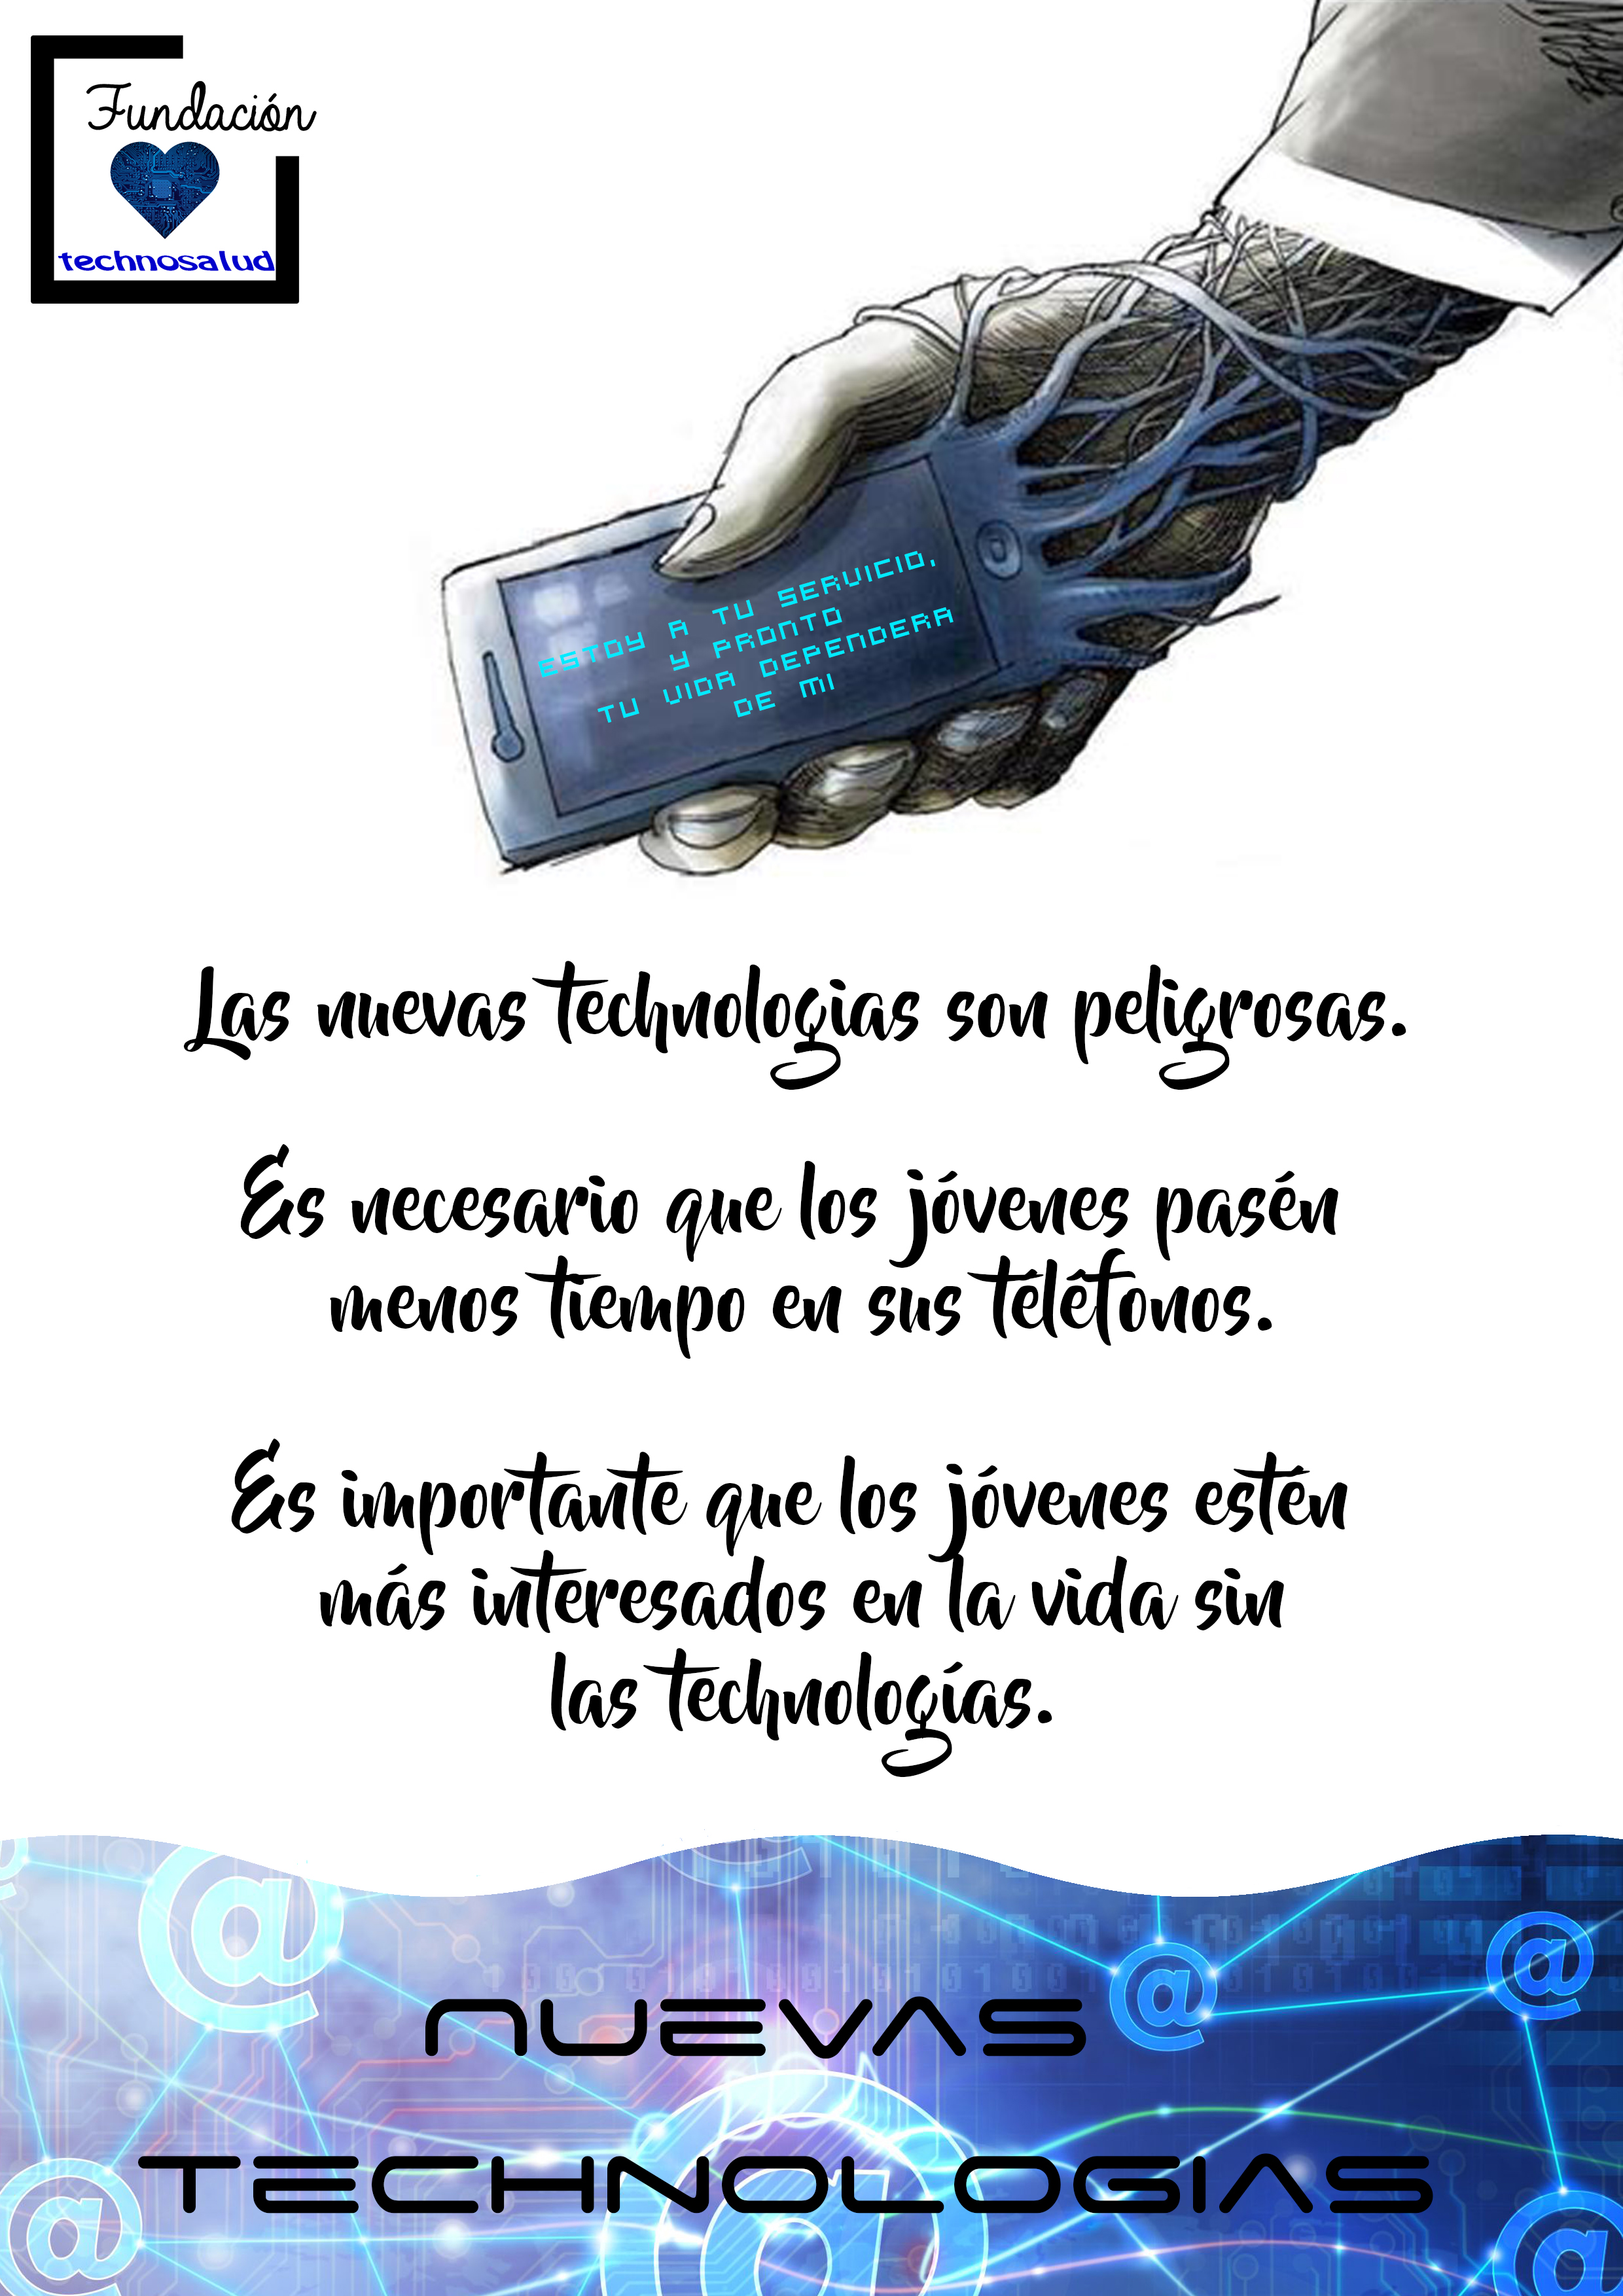 Fundación
technosalud
ESTOY A TU SERVICIO,
Y PRONTO
TU VIDA DEPENDERA
DE MI
Las nuevas technologias son peligrosas.
Es necesario que los jóvenes pasén
menos tiempo en sus téléfonos.
Es importante que los jóvenes estén
más interesados en la vida sin
las technologías.
NUEVAS
TECHNOLOGIAS